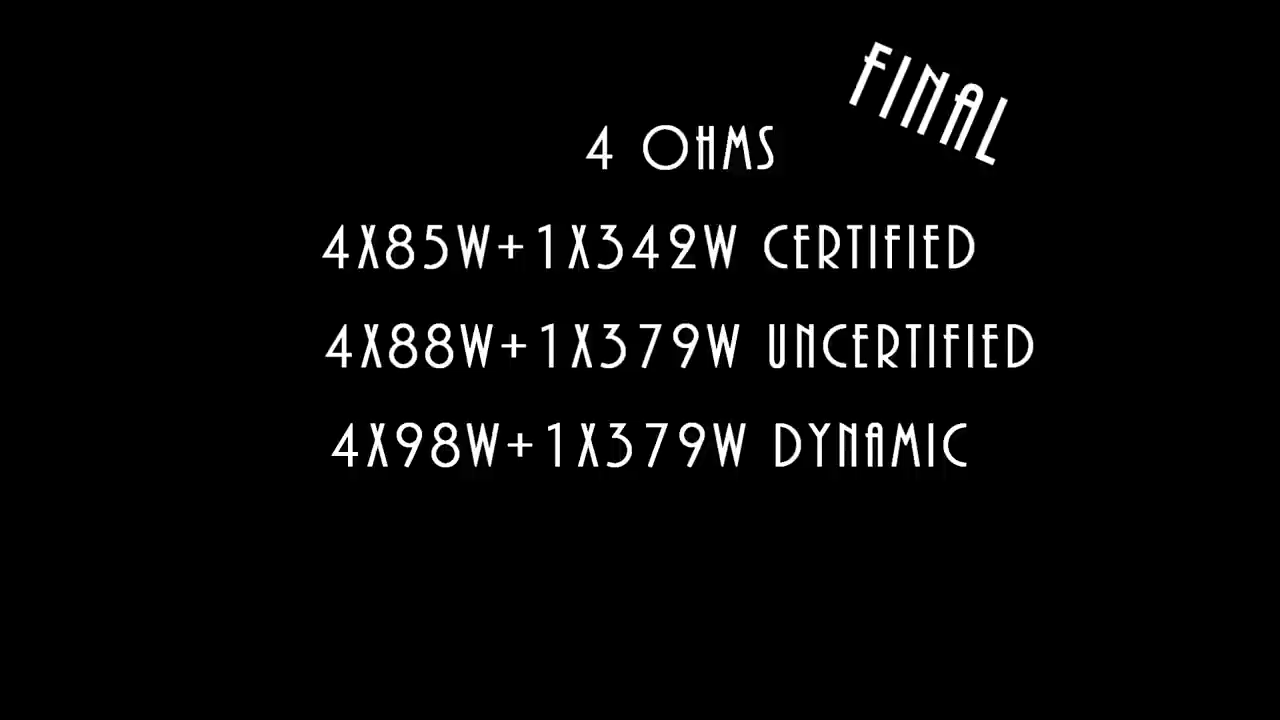 FINAL
4 OHMS
4X85W+1X342W CERTIFIED
4X88W+1X379W UNCERTIFIED
4X98W+1X379W DYNAMIC